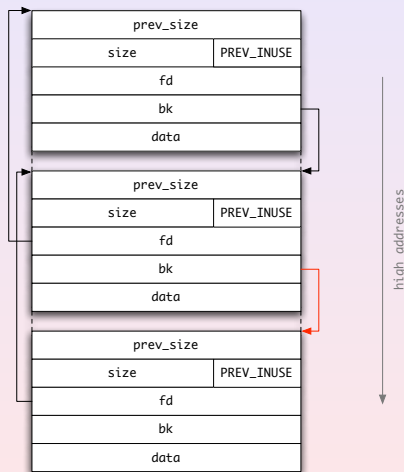 prev_size
size PREV_INUSE
fd
bk
data
prev_size
size PREV_INUSE
fd
bk
data
prev_size
size PREV_INUSE
fd
bk
data
high addresses